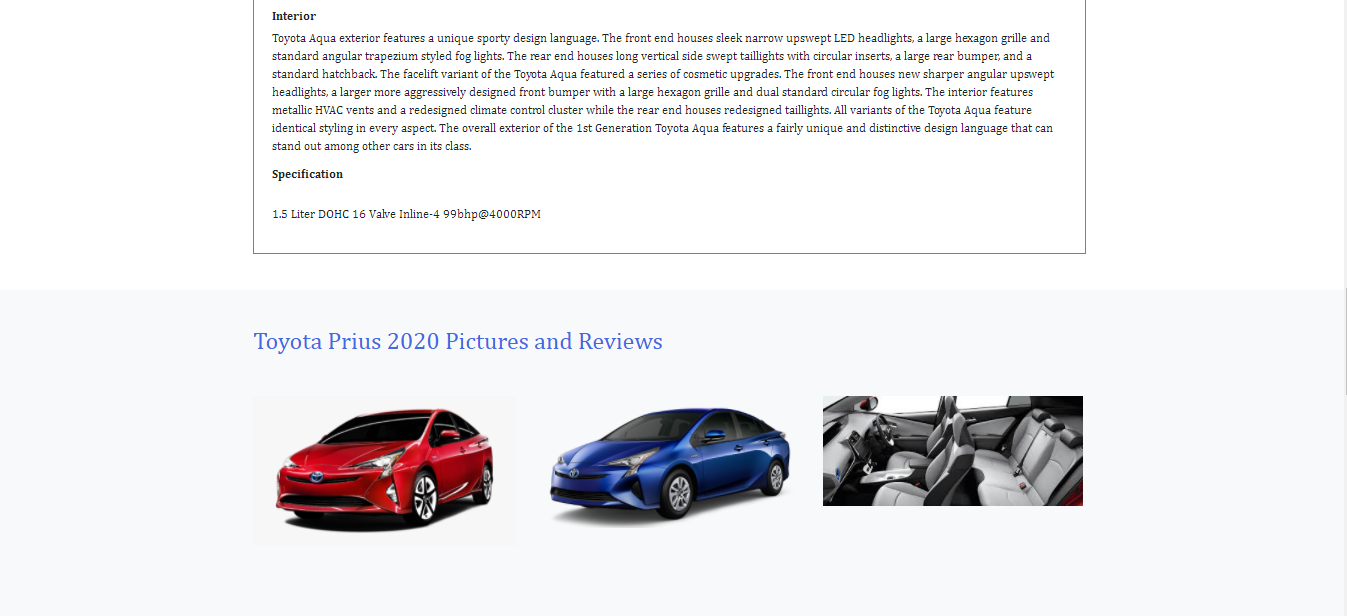 Interior
Toyota Aqua exterior features a unique sporty design language. The front end houses sleek narrow upswept LED headlights, a large hexagon grille and
standard angular trapezium styled fog lights. The rear end houses long vertical side swept taillights with circular inserts, a large rear bumper, and a
standard hatchback. The facelift variant of the Toyota Aqua featured a series of cosmetic upgrades. The front end houses new sharper angular upswept
headlights, a larger more aggressively designed front bumper with a large hexagon grille and dual standard circular fog lights. The interior features
metallic HVAC vents and a redesigned climate control cluster while the rear end houses redesigned taillights. All variants of the Toyota Aqua feature
identical styling in every aspect. The overall exterior of the 1st Generation Toyota Aqua features a fairly unique and distinctive design language that can
stand out among other cars in its class.
Specification
1.5 Liter DOHC 16 Valve Inline-4 99bhp@4000RPM
Toyota Prius 2020 Pictures and Reviews